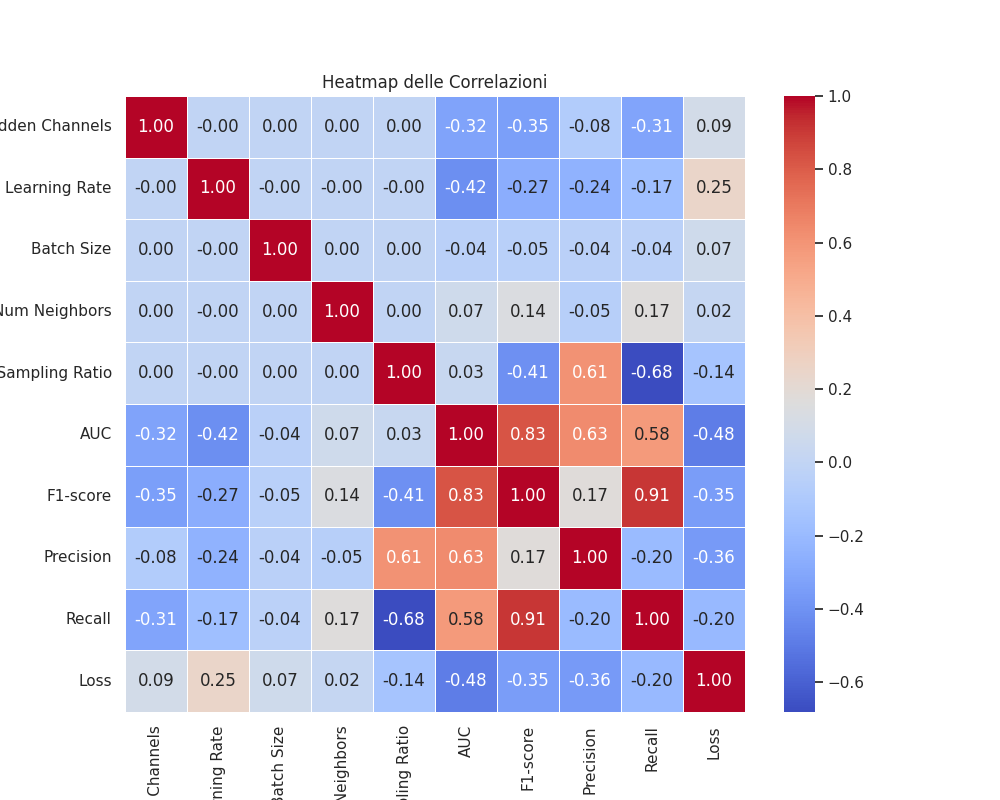 Heatmap delle Correlazioni
dden Channels 1.00 -0.00 0.00 0.00 0.00 -0.32 -0.35 -0.08 -0.31 0.09
Learning Rate -0.00 1.00 -0.00 -0.00 -0.00 -0.42 -0.27 -0.24 -0.17 0.25
Batch Size 0.00 -0.00 1.00 0.00 0.00 -0.04 -0.05 -0.04 -0.04 0.07
Num Neighbors 0.00 -0.00 0.00 1.00 0.00 0.07 0.14 -0.05 0.17 0.02
Sampling Ratio 0.00 -0.00 0.00 0.00 1.00 0.03 -0.41 0.61 -0.68 -0.14
AUC -0.32 -0.42 -0.04 0.07 0.03 1.00 0.83 0.63 0.58 -0.48
F1-score -0.35 -0.27 -0.05 0.14 -0.41 0.83 1.00 0.17 0.91 -0.35
Precision -0.08 -0.24 -0.04 -0.05 0.61 0.63 0.17 1.00 -0.20 -0.36
Recall -0.31 -0.17 -0.04 0.17 -0.68 0.58 0.91 -0.20 1.00 -0.20
Loss 0.09 0.25 0.07 0.02 -0.14 -0.48 -0.35 -0.36 -0.20 1.00
Channels
rning Rate
Batch Size
Neighbors
pling Ratio
AUC
F1-score
Precision
Recall
Loss
1.0
0.8
0.6
0.4
0.2
0.0
−0.2
−0.4
−0.6